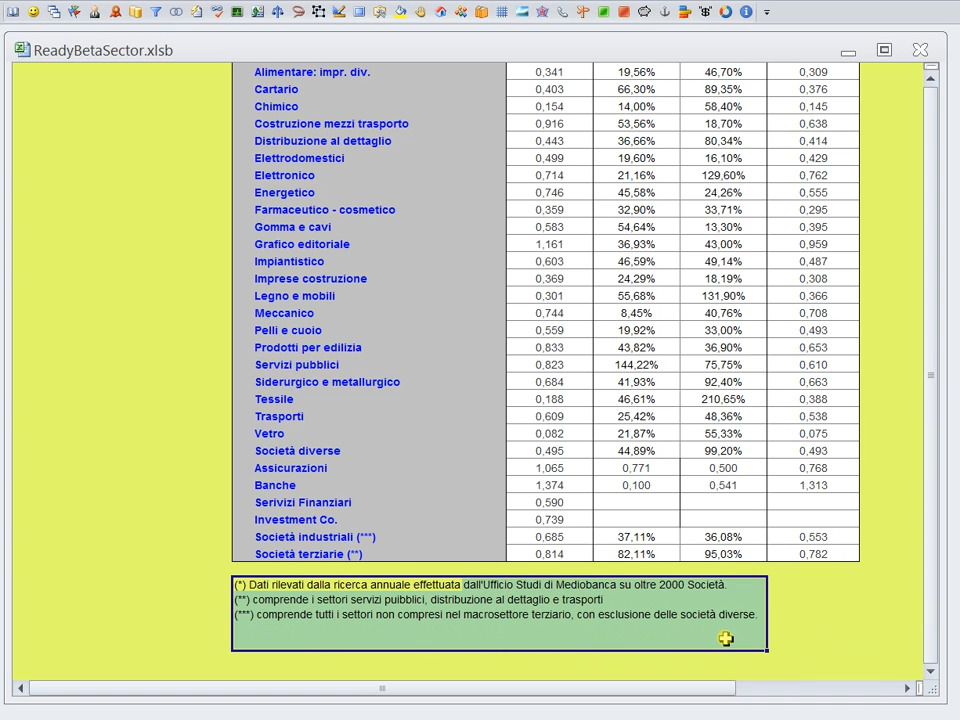 ReadyBetaSector.xlsb
Alimentare: impr. div. 0,341 19,56% 46,70% 0,309
Cartario 0,403 66,30% 89,35% 0,376
Chimico 0,154 14,00% 58,40% 0,145
Costruzione mezzi trasporto 0,916 53,56% 18,70% 0,638
Distribuzione al dettaglio 0,443 36,66% 80,34% 0,414
Elettrodomestici 0,499 19,60% 16,10% 0,429
Elettronico 0,714 21,16% 129,60% 0,762
Energetico 0,746 45,58% 24,26% 0,555
Farmaceutico - cosmetico 0,359 32,90% 33,71% 0,295
Gomma e cavi 0,583 54,64% 13,30% 0,395
Grafico editoriale 1,161 36,93% 43,00% 0,959
Impiantistico 0,603 46,59% 49,14% 0,487
Imprese costruzione 0,369 24,29% 18,19% 0,308
Legno e mobili 0,301 55,68% 131,90% 0,366
Meccanico 0,744 8,45% 40,76% 0,708
Pelli e cuoio 0,559 19,92% 33,00% 0,493
Prodotti per edilizia 0,833 43,82% 36,90% 0,653
Servizi pubblici 0,823 144,22% 75,75% 0,610
Siderurgico e metallurgico 0,684 41,93% 92,40% 0,663
Tessile 0,188 46,61% 210,65% 0,388
Trasporti 0,609 25,42% 48,36% 0,538
Vetro 0,082 21,87% 55,33% 0,075
Società diverse 0,495 44,89% 99,20% 0,493
Assicurazioni 1,065 0,771 0,500 0,768
Banche 1,374 0,100 0,541 1,313
Serivizi Finanziari 0,590
Investment Co. 0,739
Società industriali (***) 0,685 37,11% 36,08% 0,553
Società terziarie (**) 0,814 82,11% 95,03% 0,782
(*) Dati rilevati dalla ricerca annuale effettuata dall'Ufficio Studi di Mediobanca su oltre 2000 Società.
(**) comprende i settori servizi puibblici, distribuzione al dettaglio e trasporti
(***) comprende tutti i settori non compresi nel macrosettore terziario, con esclusione delle società diverse.